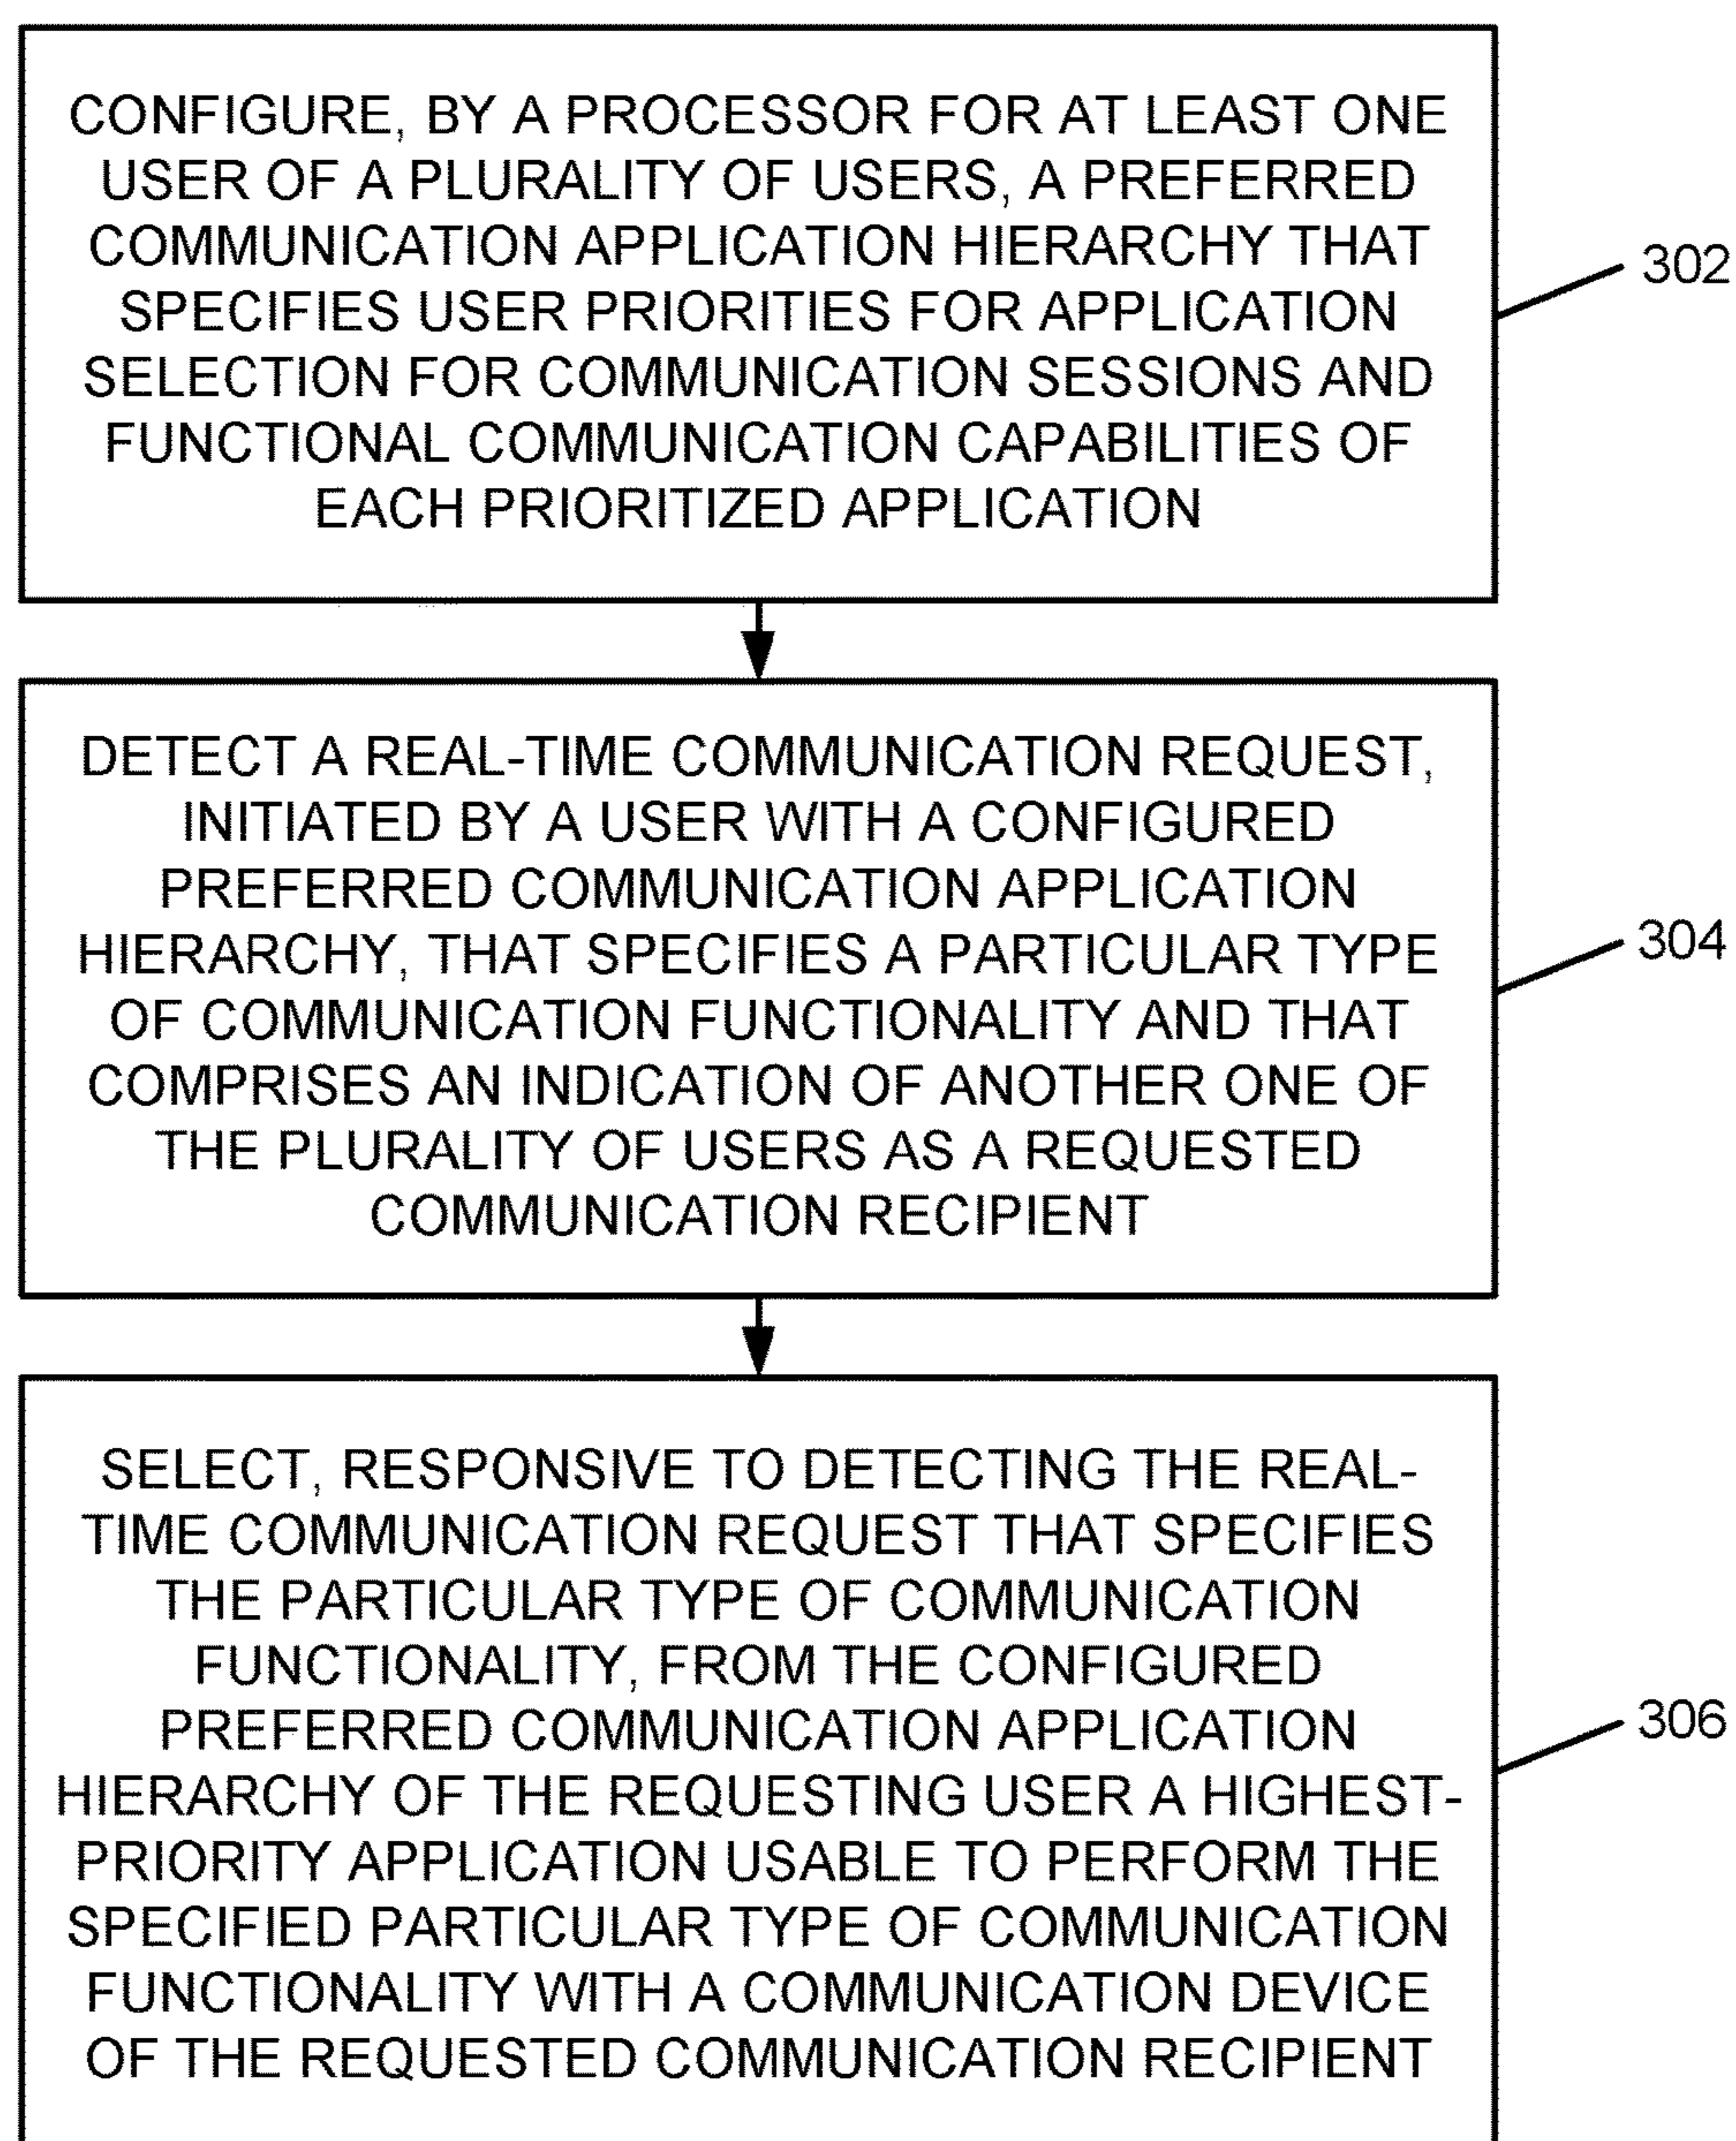 CONFIGURE, BY A PROCESSOR FOR AT LEAST ONE
USER OF A PLURALITY OF USERS, A PREFERRED
COMMUNICATION APPLICATION HIERARCHY THAT
SPECIFIES USER PRIORITIES FOR APPLICATION
SELECTION FOR COMMUNICATION SESSIONS AND
FUNCTIONAL COMMUNICATION CAPABILITIES OF
EACH PRIORITIZED APPLICATION
302
DETECT A REAL-TIME COMMUNICATION REQUEST,
INITIATED BY A USER WITH A CONFIGURED
PREFERRED COMMUNICATION APPLICATION
HIERARCHY, THAT SPECIFIES A PARTICULAR TYPE
OF COMMUNICATION FUNCTIONALITY AND THAT
COMPRISES AN INDICATION OF ANOTHER ONE OF
THE PLURALITY OF USERS AS A REQUESTED
COMMUNICATION RECIPIENT
304
SELECT, RESPONSIVE TO DETECTING THE REAL-
TIME COMMUNICATION REQUEST THAT SPECIFIES
THE PARTICULAR TYPE OF COMMUNICATION
FUNCTIONALITY, FROM THE CONFIGURED
PREFERRED COMMUNICATION APPLICATION
HIERARCHY OF THE REQUESTING USER A HIGHEST-
PRIORITY APPLICATION USABLE TO PERFORM THE
SPECIFIED PARTICULAR TYPE OF COMMUNICATION
FUNCTIONALITY WITH A COMMUNICATION DEVICE
OF THE REQUESTED COMMUNICATION RECIPIENT
306